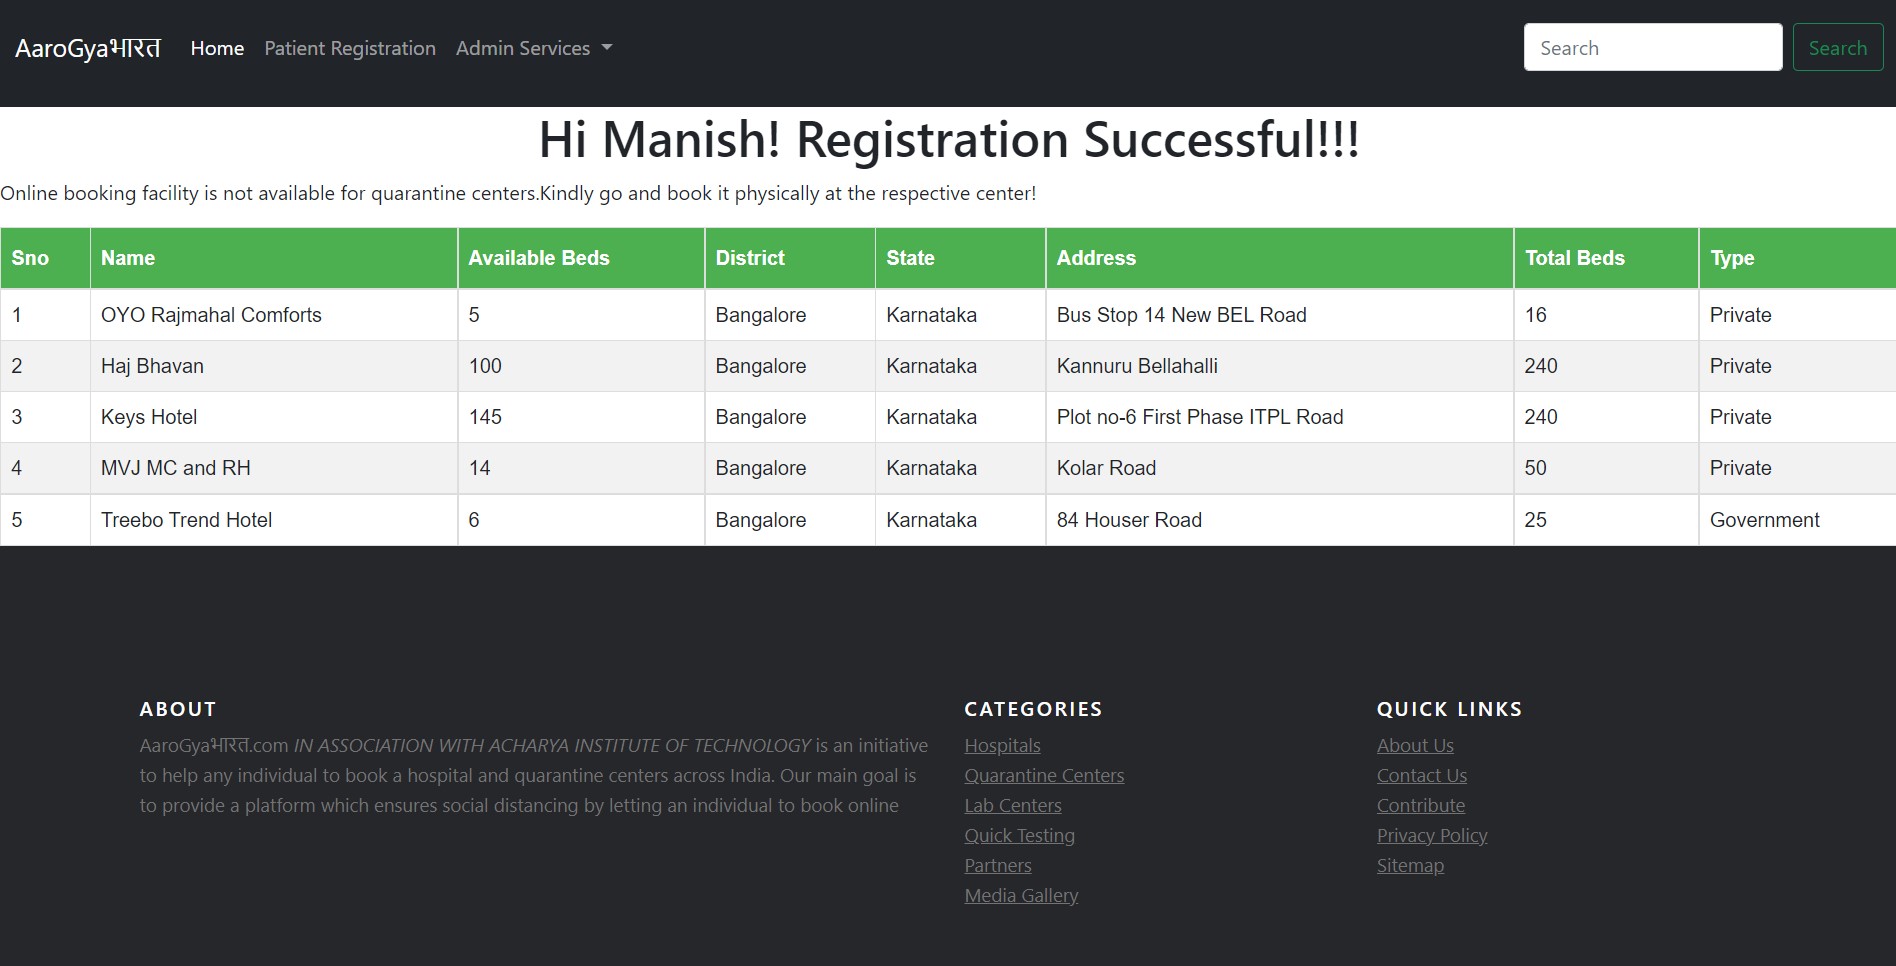 AaroGyaभारत Home Patient Registration Admin Services Search Search
Hi Manish! Registration Successful!!!
Online booking facility is not available for quarantine centers.Kindly go and book it physically at the respective center!
Sno Name Available Beds District State Address Total Beds Type
1 OYO Rajmahal Comforts 5 Bangalore Karnataka Bus Stop 14 New BEL Road 16 Private
2 Haj Bhavan 100 Bangalore Karnataka Kannuru Bellahalli 240 Private
3 Keys Hotel 145 Bangalore Karnataka Plot no-6 First Phase ITPL Road 240 Private
4 MVJ MC and RH 14 Bangalore Karnataka Kolar Road 50 Private
5 Treebo Trend Hotel 6 Bangalore Karnataka 84 Houser Road 25 Government
ABOUT
AaroGyaभारत.com IN ASSOCIATION WITH ACHARYA INSTITUTE OF TECHNOLOGY is an initiative
to help any individual to book a hospital and quarantine centers across India. Our main goal is
to provide a platform which ensures social distancing by letting an individual to book online
CATEGORIES
Hospitals
Quarantine Centers
Lab Centers
Quick Testing
Partners
Media Gallery
QUICK LINKS
About Us
Contact Us
Contribute
Privacy Policy
Sitemap